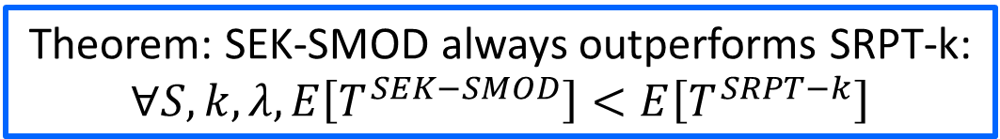 Theorem: SEK-SMOD always outperforms SRPT-k:
∀S, k, λ, E[T^{SEK−SMOD}] < E[T^{SRPT−k}]